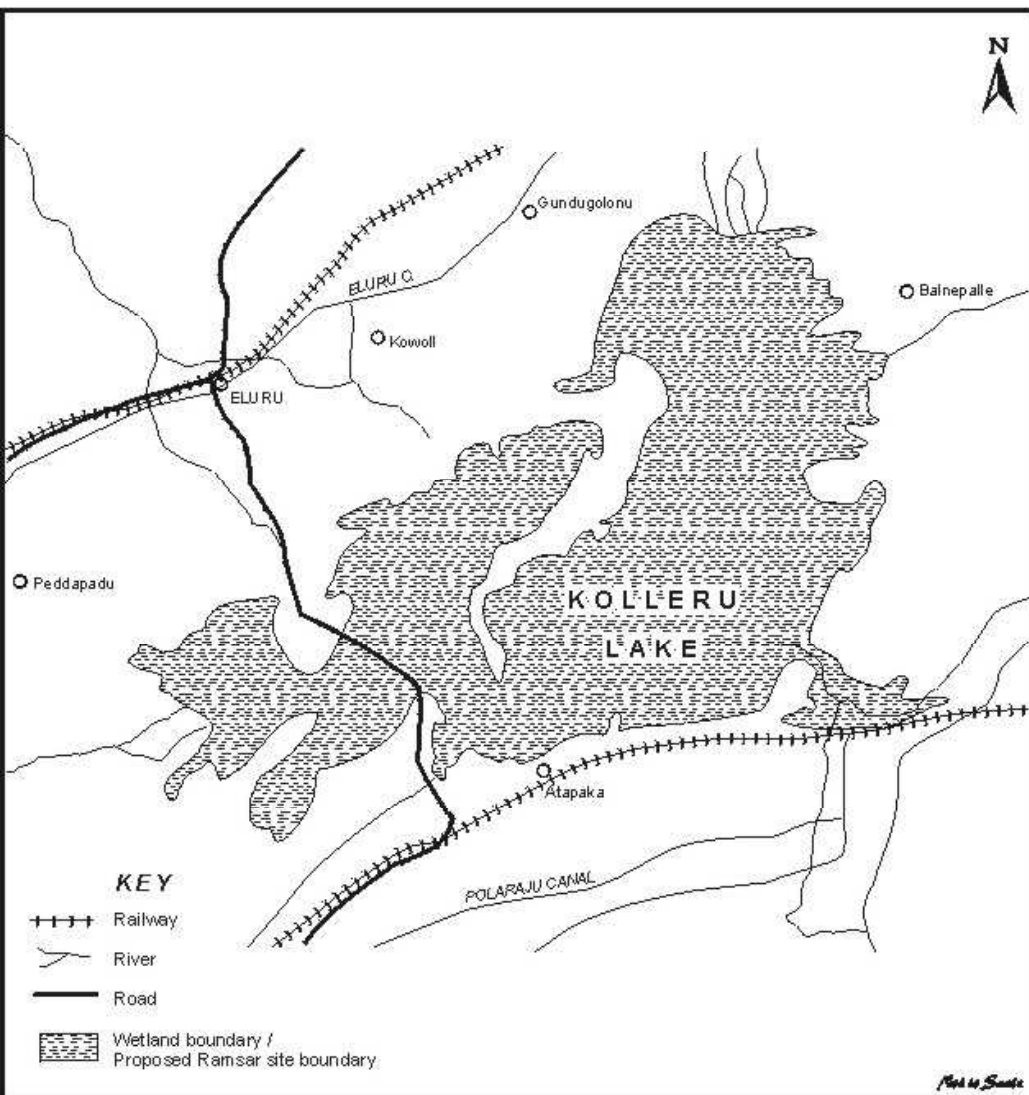 N
Gundugolonu
ELURU C.
Balnepalle
Kowoll
ELURU
Peddapadu
KOLLERU
LAKE
Atapaka
POLARAJU CANAL
KEY
Railway
River
Road
Wetland boundary /
Proposed Ramsar site boundary
Not to Scale